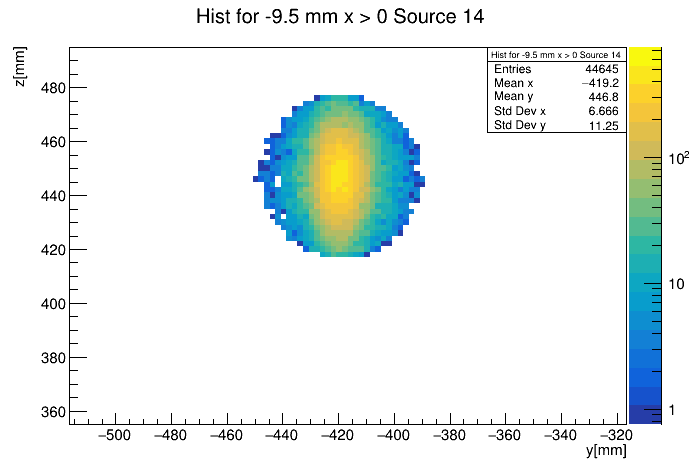 Hist for -9.5 mm x > 0 Source 14
z[mm]
Hist for -9.5 mm x > 0 Source 14
Entries 44645
Mean x −419.2
Mean y 446.8
Std Dev x 6.666
Std Dev y 11.25
480
460
440
420
400
380
360
−500 −480 −460 −440 −420 −400 −380 −360 −340 −320
y[mm]
10²
10
1